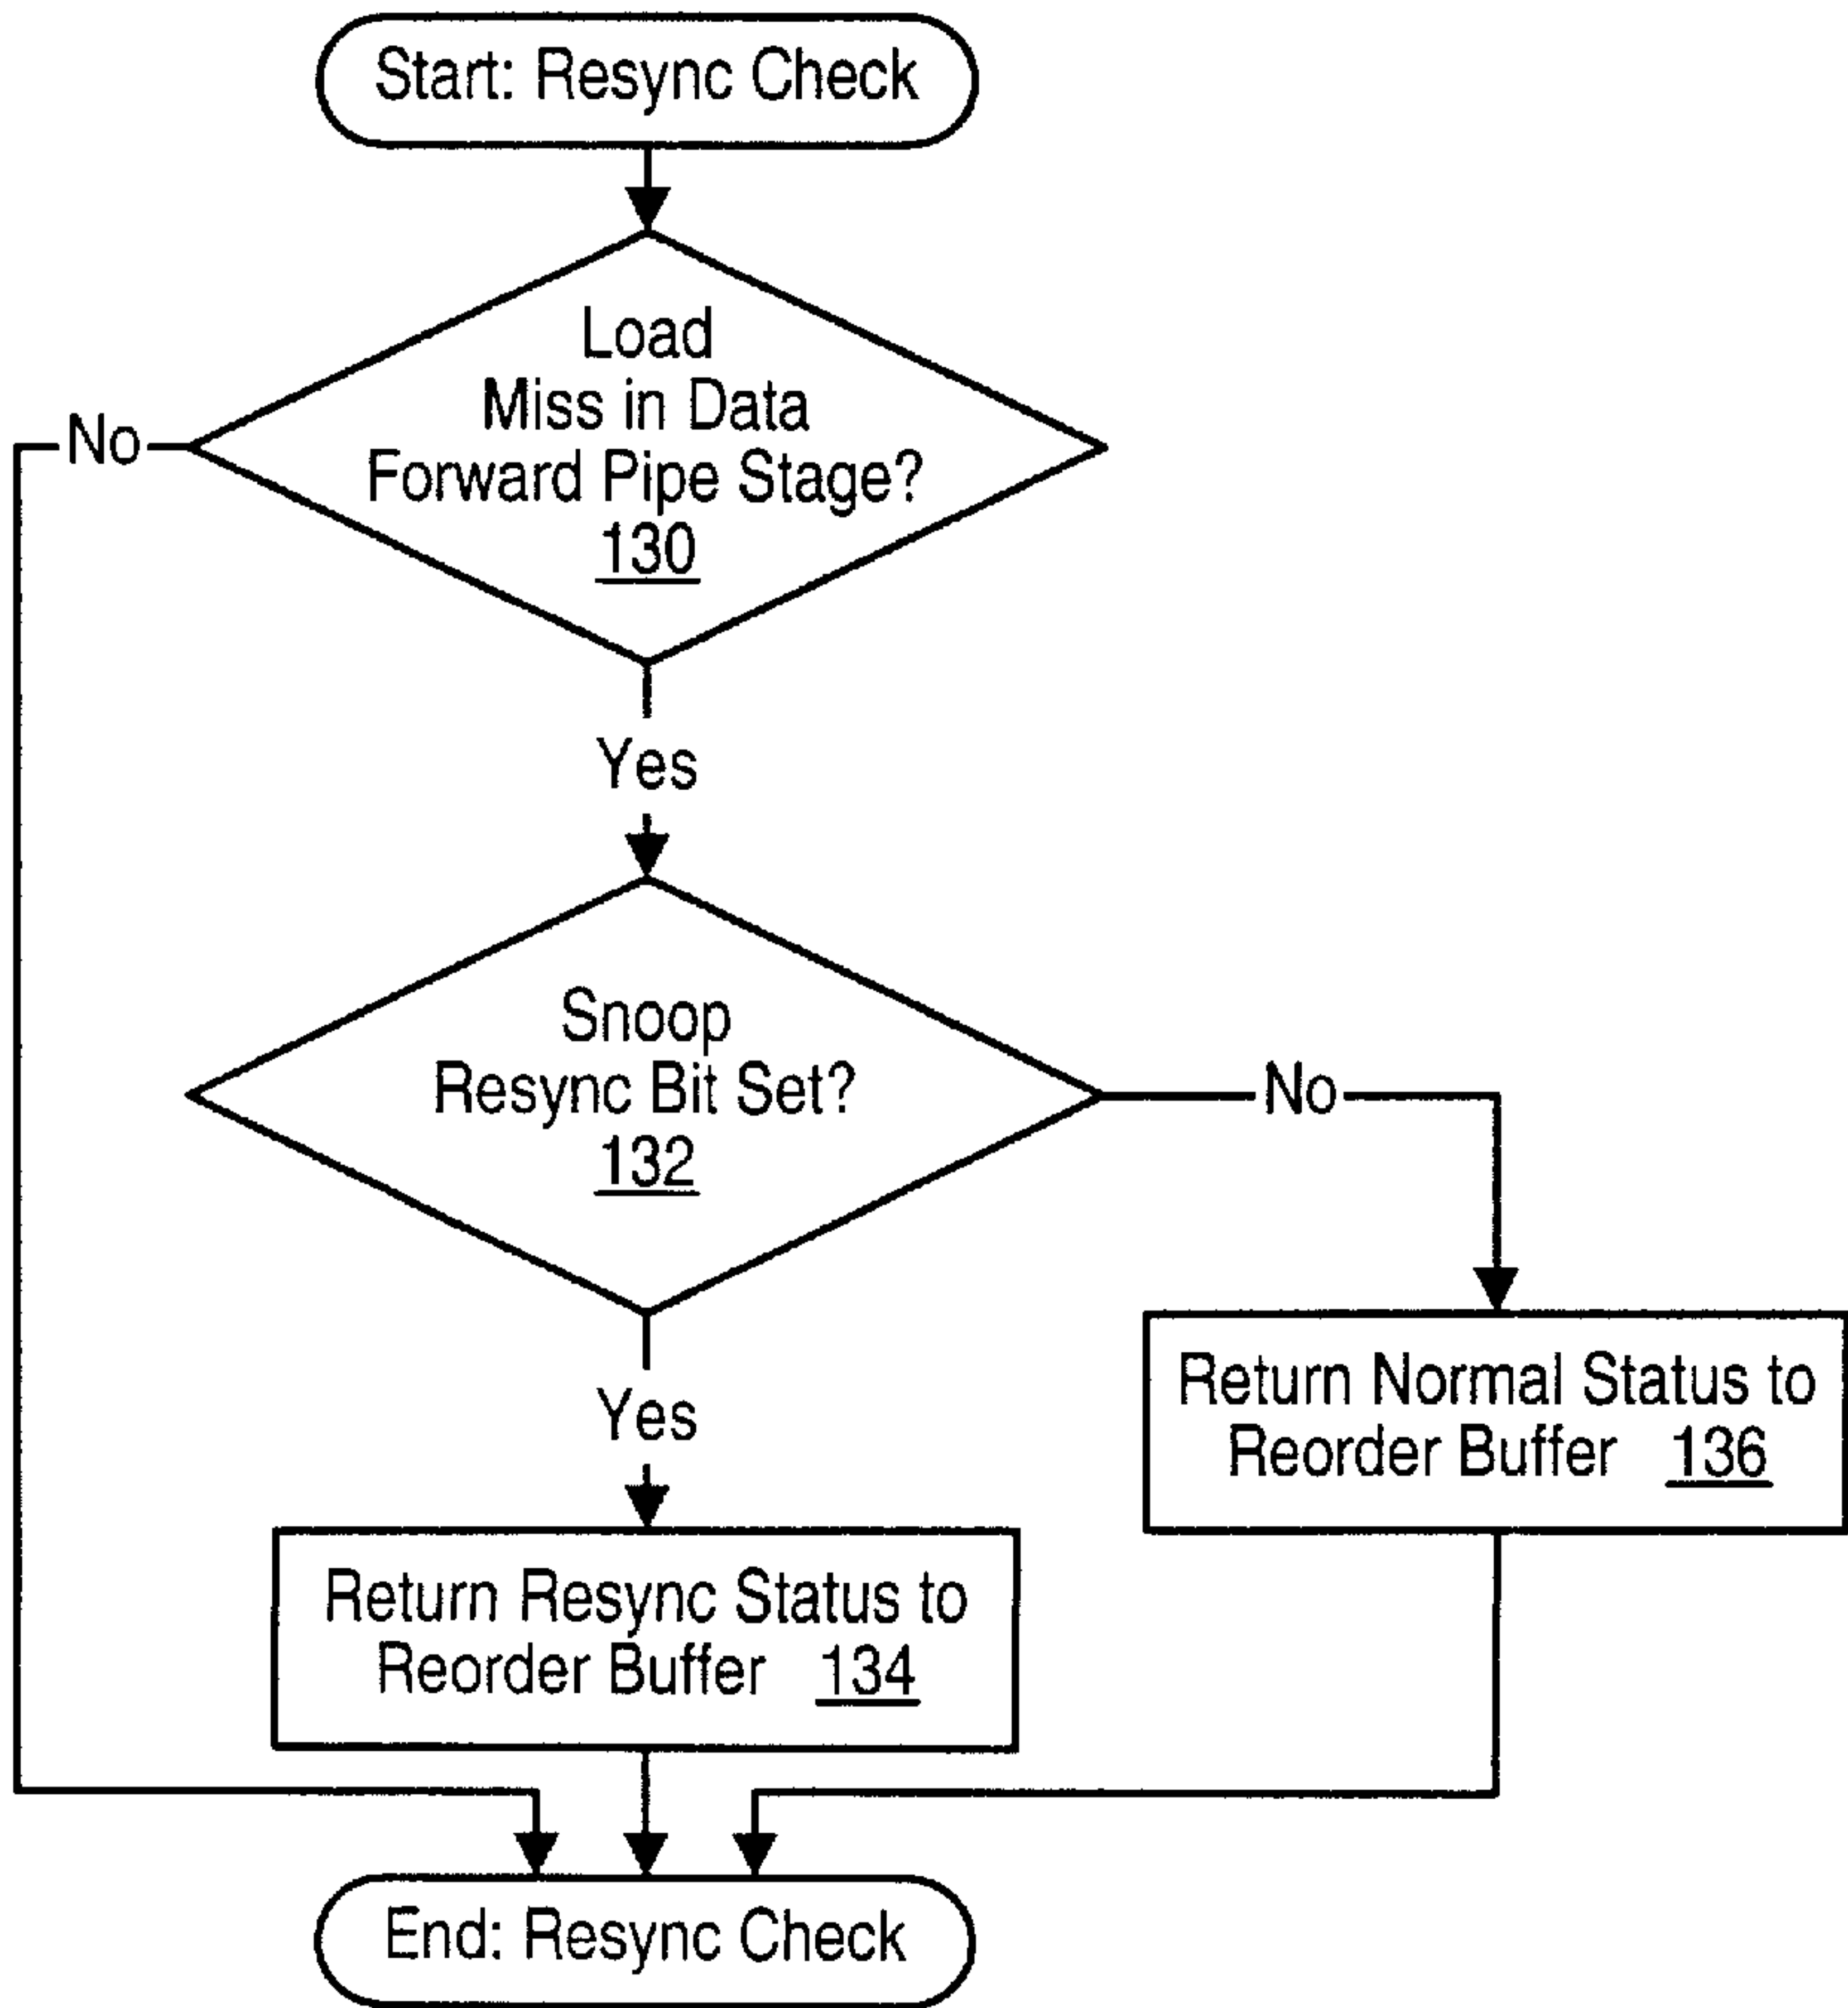 Start: Resync Check
Load
Miss in Data
Forward Pipe Stage?
130
No
Yes
Snoop
Resync Bit Set?
132
No
Yes
Return Normal Status to
Reorder Buffer 136
Return Resync Status to
Reorder Buffer 134
End: Resync Check